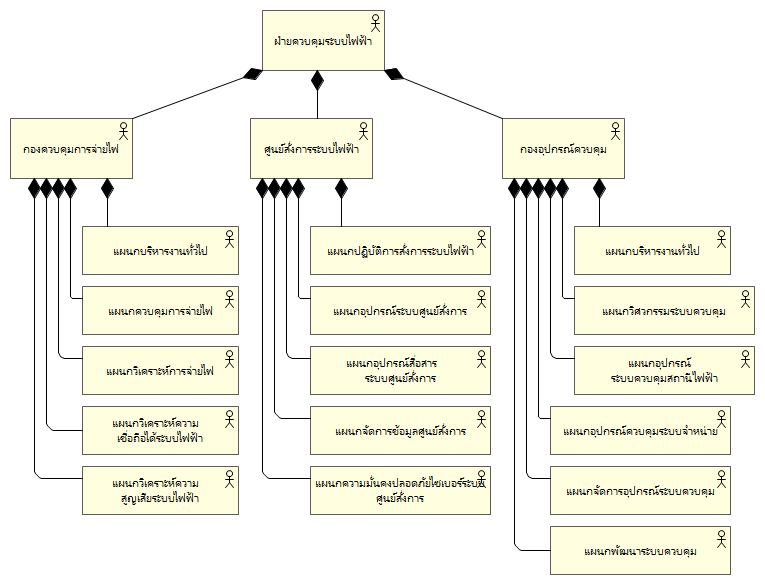 ฝ่ายควบคุมระบบไฟฟ้า
กองควบคุมการจ่ายไฟ
ศูนย์สั่งการระบบไฟฟ้า
กองอุปกรณ์ควบคุม
แผนกบริหารงานทั่วไป
แผนกควบคุมการจ่ายไฟ
แผนกวิเคราะห์การจ่ายไฟ
แผนกวิเคราะห์ความ
เชื่อถือได้ระบบไฟฟ้า
แผนกวิเคราะห์ความ
สูญเสียระบบไฟฟ้า
แผนกปฏิบัติการสั่งการระบบไฟฟ้า
แผนกอุปกรณ์ระบบศูนย์สั่งการ
แผนกอุปกรณ์สื่อสาร
ระบบศูนย์สั่งการ
แผนกจัดการข้อมูลศูนย์สั่งการ
แผนกความมั่นคงปลอดภัยไซเบอร์ระบบ
ศูนย์สั่งการ
แผนกบริหารงานทั่วไป
แผนกวิศวกรรมระบบควบคุม
แผนกอุปกรณ์
ระบบควบคุมสถานีไฟฟ้า
แผนกอุปกรณ์ควบคุมระบบจำหน่าย
แผนกจัดการอุปกรณ์ระบบควบคุม
แผนกพัฒนาระบบควบคุม